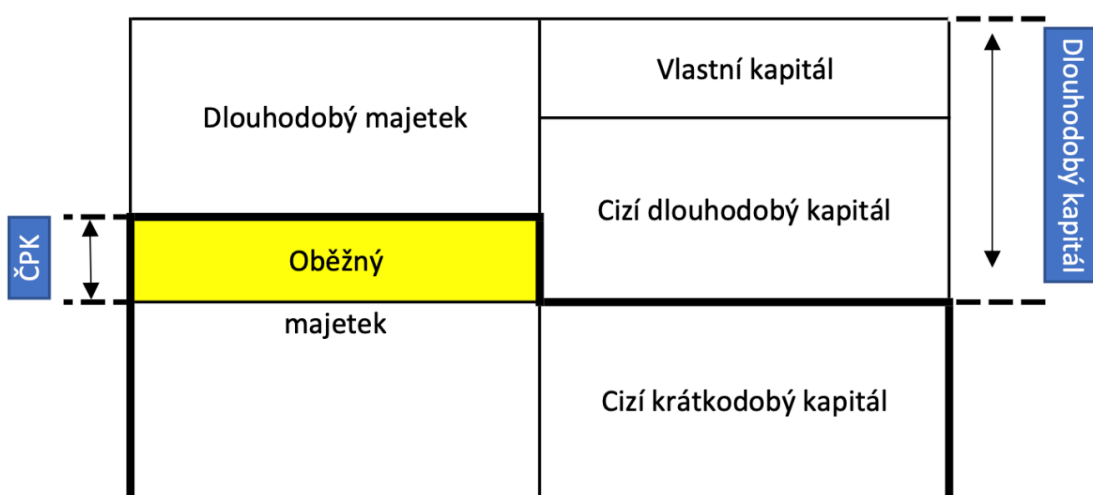 Dlouhodobý majetek
Vlastní kapitál
Dlouhodobý kapitál
Cizí dlouhodobý kapitál
ČPK
Oběžný
majetek
Cizí krátkodobý kapitál